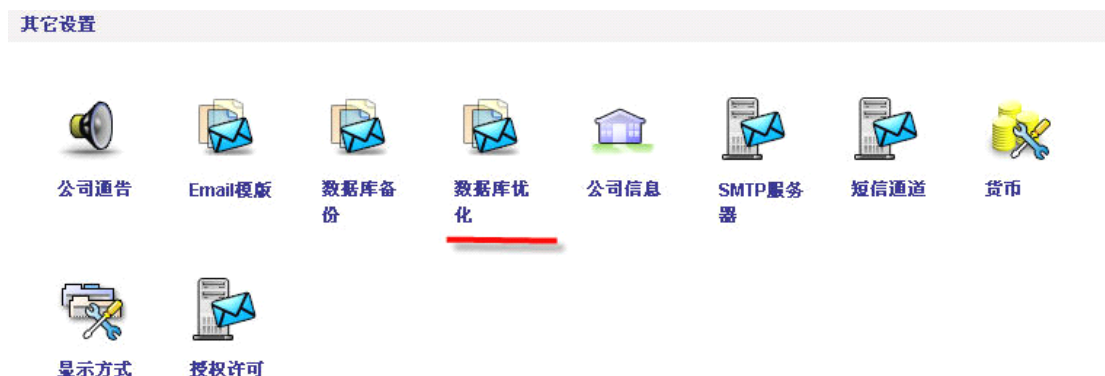 其它设置
公司通告 Email模版 数据库备 数据库优 公司信息 SMTP服务 短信通道 货币
份 化 器
显示方式 授权许可